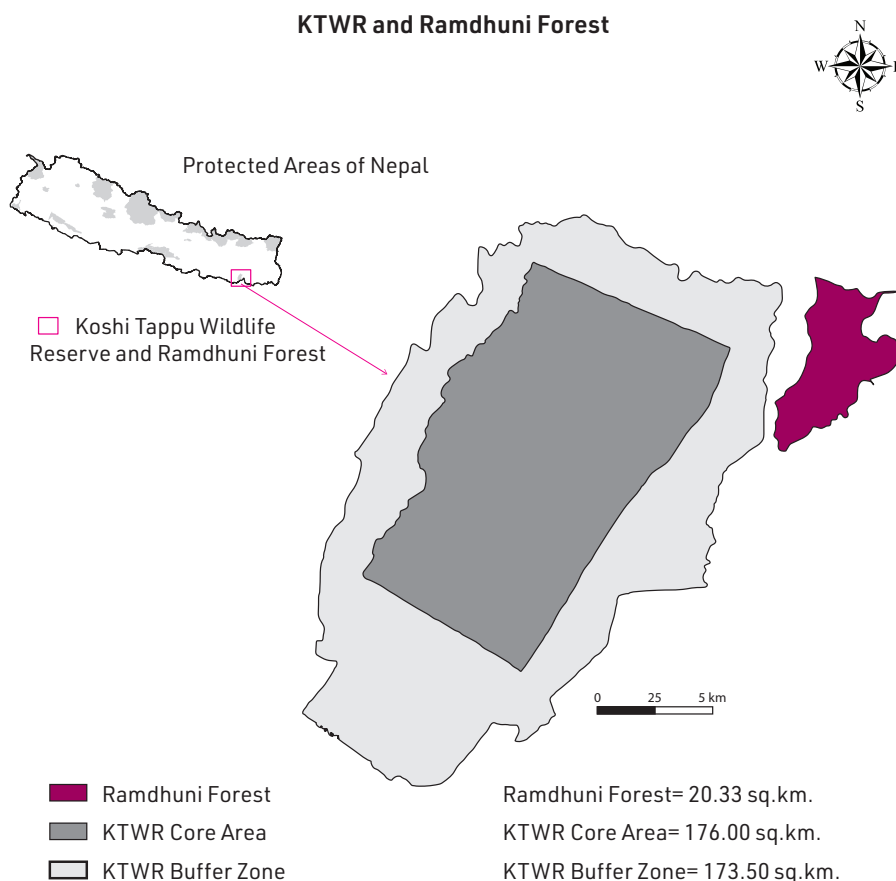 KTWR and Ramdhuni Forest
N
W
E
S
Protected Areas of Nepal
Koshi Tappu Wildlife
Reserve and Ramdhuni Forest
0 25 5 km
Ramdhuni Forest
Ramdhuni Forest= 20.33 sq.km.
KTWR Core Area
KTWR Core Area= 176.00 sq.km.
KTWR Buffer Zone
KTWR Buffer Zone= 173.50 sq.km.